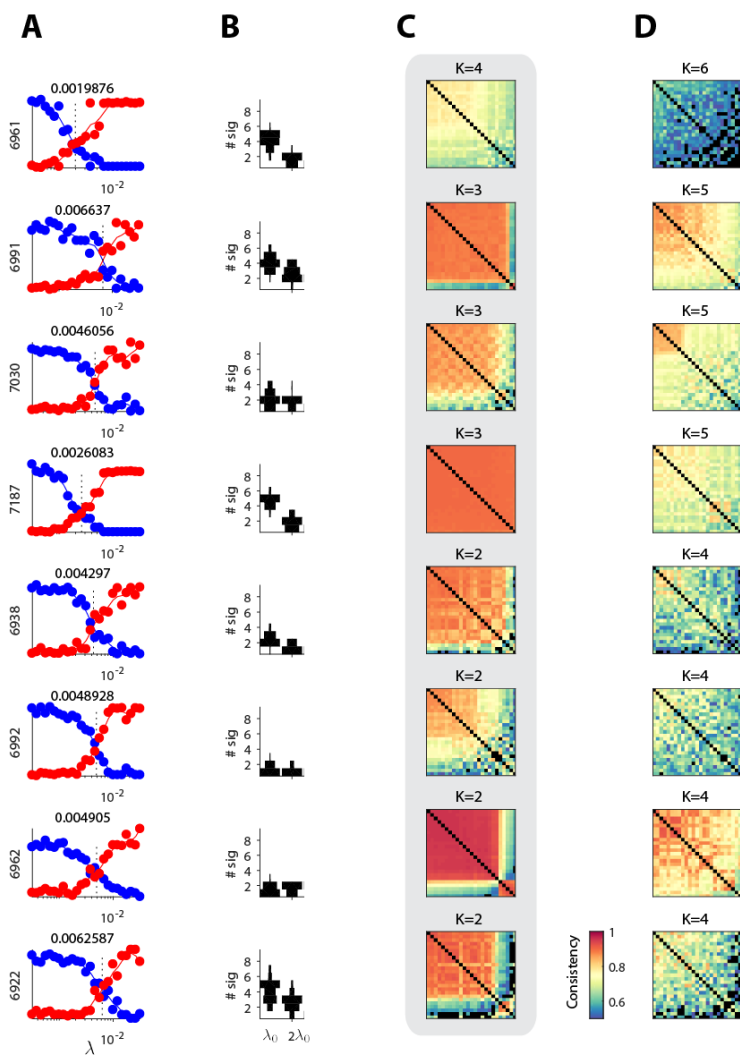 A B C D
0.0019876 K=4 K=6
6961 # sig 8 6 4 2
10⁻²
0.006637 K=3 K=5
6991 # sig 8 6 4 2
10⁻²
0.0046056 K=3 K=5
7030 # sig 8 6 4 2
10⁻²
0.0026083 K=3 K=5
7187 # sig 8 6 4 2
10⁻²
0.004297 K=2 K=4
6938 # sig 8 6 4 2
10⁻²
0.0048928 K=2 K=4
6992 # sig 8 6 4 2
10⁻²
0.004905 K=2 K=4
6962 # sig 8 6 4 2
10⁻²
0.0062587 K=2 K=4
6922 # sig 8 6 4 2
10⁻²
λ λ₀ 2λ₀
Consistency 1 0.8 0.6